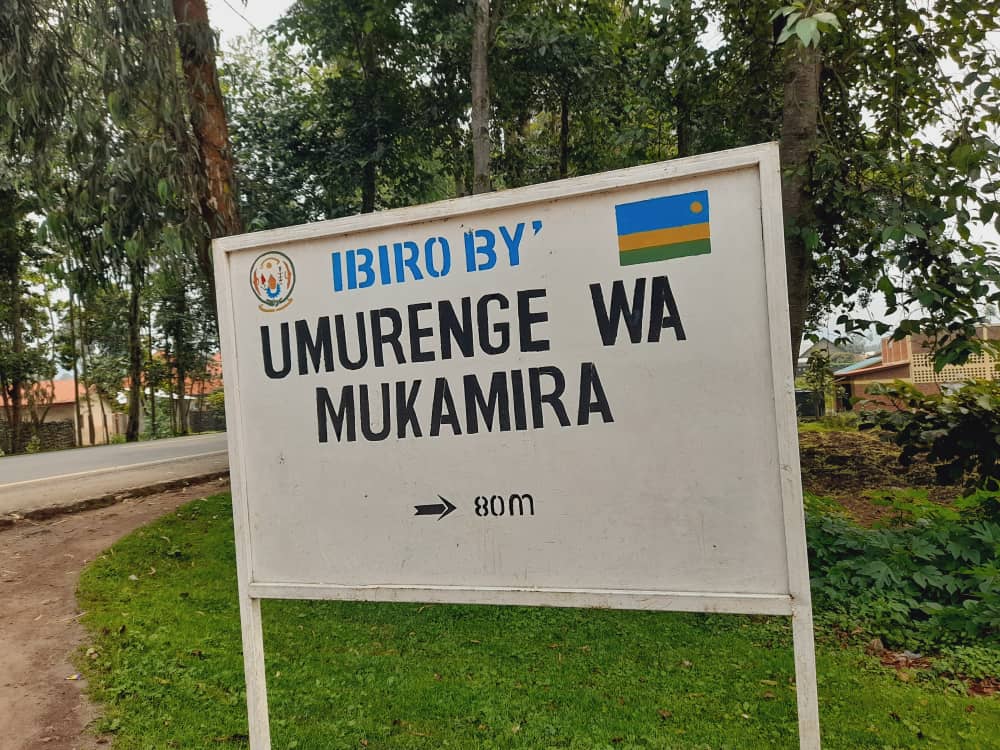 IBIRO BY'
UMURENGE WA
MUKAMIRA
→ 80m